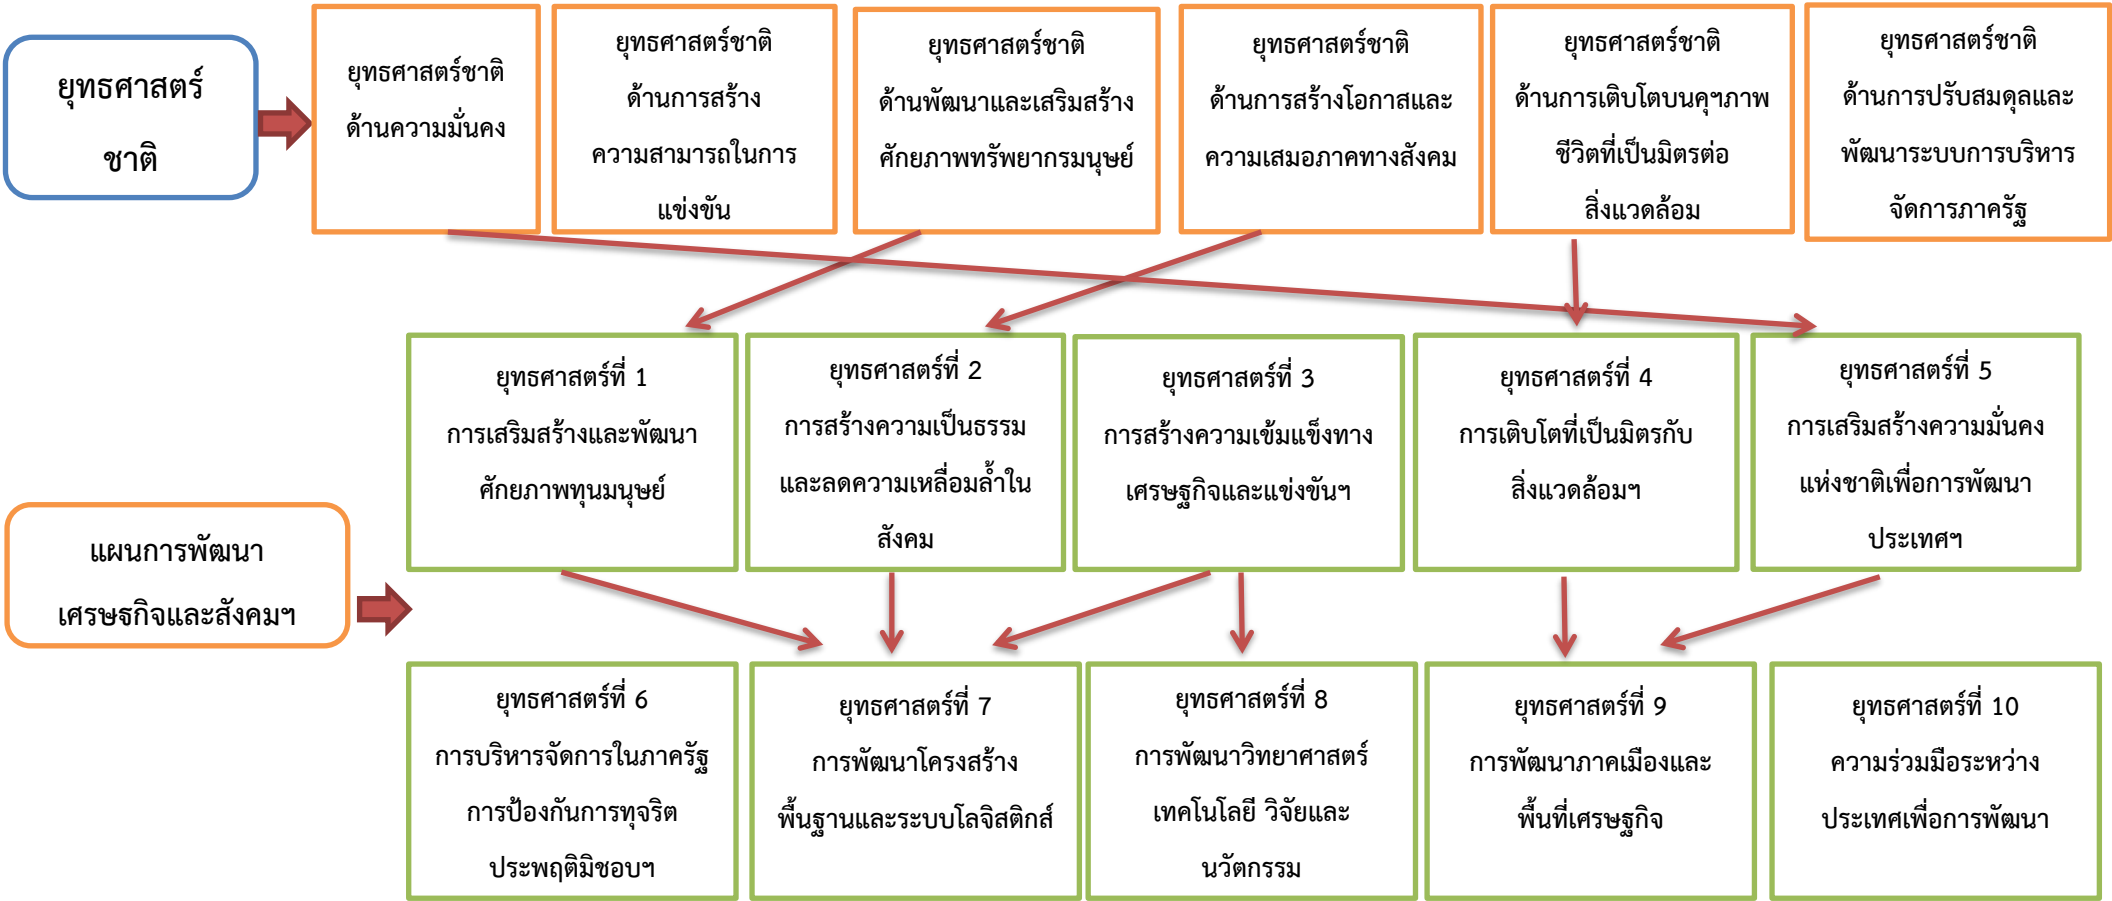 ยุทธศาสตร์
ชาติ
ยุทธศาสตร์ชาติ
ด้านความมั่นคง
ยุทธศาสตร์ชาติ
ด้านการสร้าง
ความสามารถในการ
แข่งขัน
ยุทธศาสตร์ชาติ
ด้านพัฒนาและเสริมสร้าง
ศักยภาพทรัพยากรมนุษย์
ยุทธศาสตร์ชาติ
ด้านการสร้างโอกาสและ
ความเสมอภาคทางสังคม
ยุทธศาสตร์ชาติ
ด้านการเติบโตบนคุฯภาพ
ชีวิตที่เป็นมิตรต่อ
สิ่งแวดล้อม
ยุทธศาสตร์ชาติ
ด้านการปรับสมดุลและ
พัฒนาระบบการบริหาร
จัดการภาครัฐ
ยุทธศาสตร์ที่ 1
การเสริมสร้างและพัฒนา
ศักยภาพทุนมนุษย์
ยุทธศาสตร์ที่ 2
การสร้างความเป็นธรรม
และลดความเหลื่อมล้ำใน
สังคม
ยุทธศาสตร์ที่ 3
การสร้างความเข้มแข็งทาง
เศรษฐกิจและแข่งขันฯ
ยุทธศาสตร์ที่ 4
การเติบโตที่เป็นมิตรกับ
สิ่งแวดล้อมฯ
ยุทธศาสตร์ที่ 5
การเสริมสร้างความมั่นคง
แห่งชาติเพื่อการพัฒนา
ประเทศฯ
แผนการพัฒนา
เศรษฐกิจและสังคมฯ
ยุทธศาสตร์ที่ 6
การบริหารจัดการในภาครัฐ
การป้องกันการทุจริต
ประพฤติมิชอบฯ
ยุทธศาสตร์ที่ 7
การพัฒนาโครงสร้าง
พื้นฐานและระบบโลจิสติกส์
ยุทธศาสตร์ที่ 8
การพัฒนาวิทยาศาสตร์
เทคโนโลยี วิจัยและ
นวัตกรรม
ยุทธศาสตร์ที่ 9
การพัฒนาภาคเมืองและ
พื้นที่เศรษฐกิจ
ยุทธศาสตร์ที่ 10
ความร่วมมือระหว่าง
ประเทศเพื่อการพัฒนา